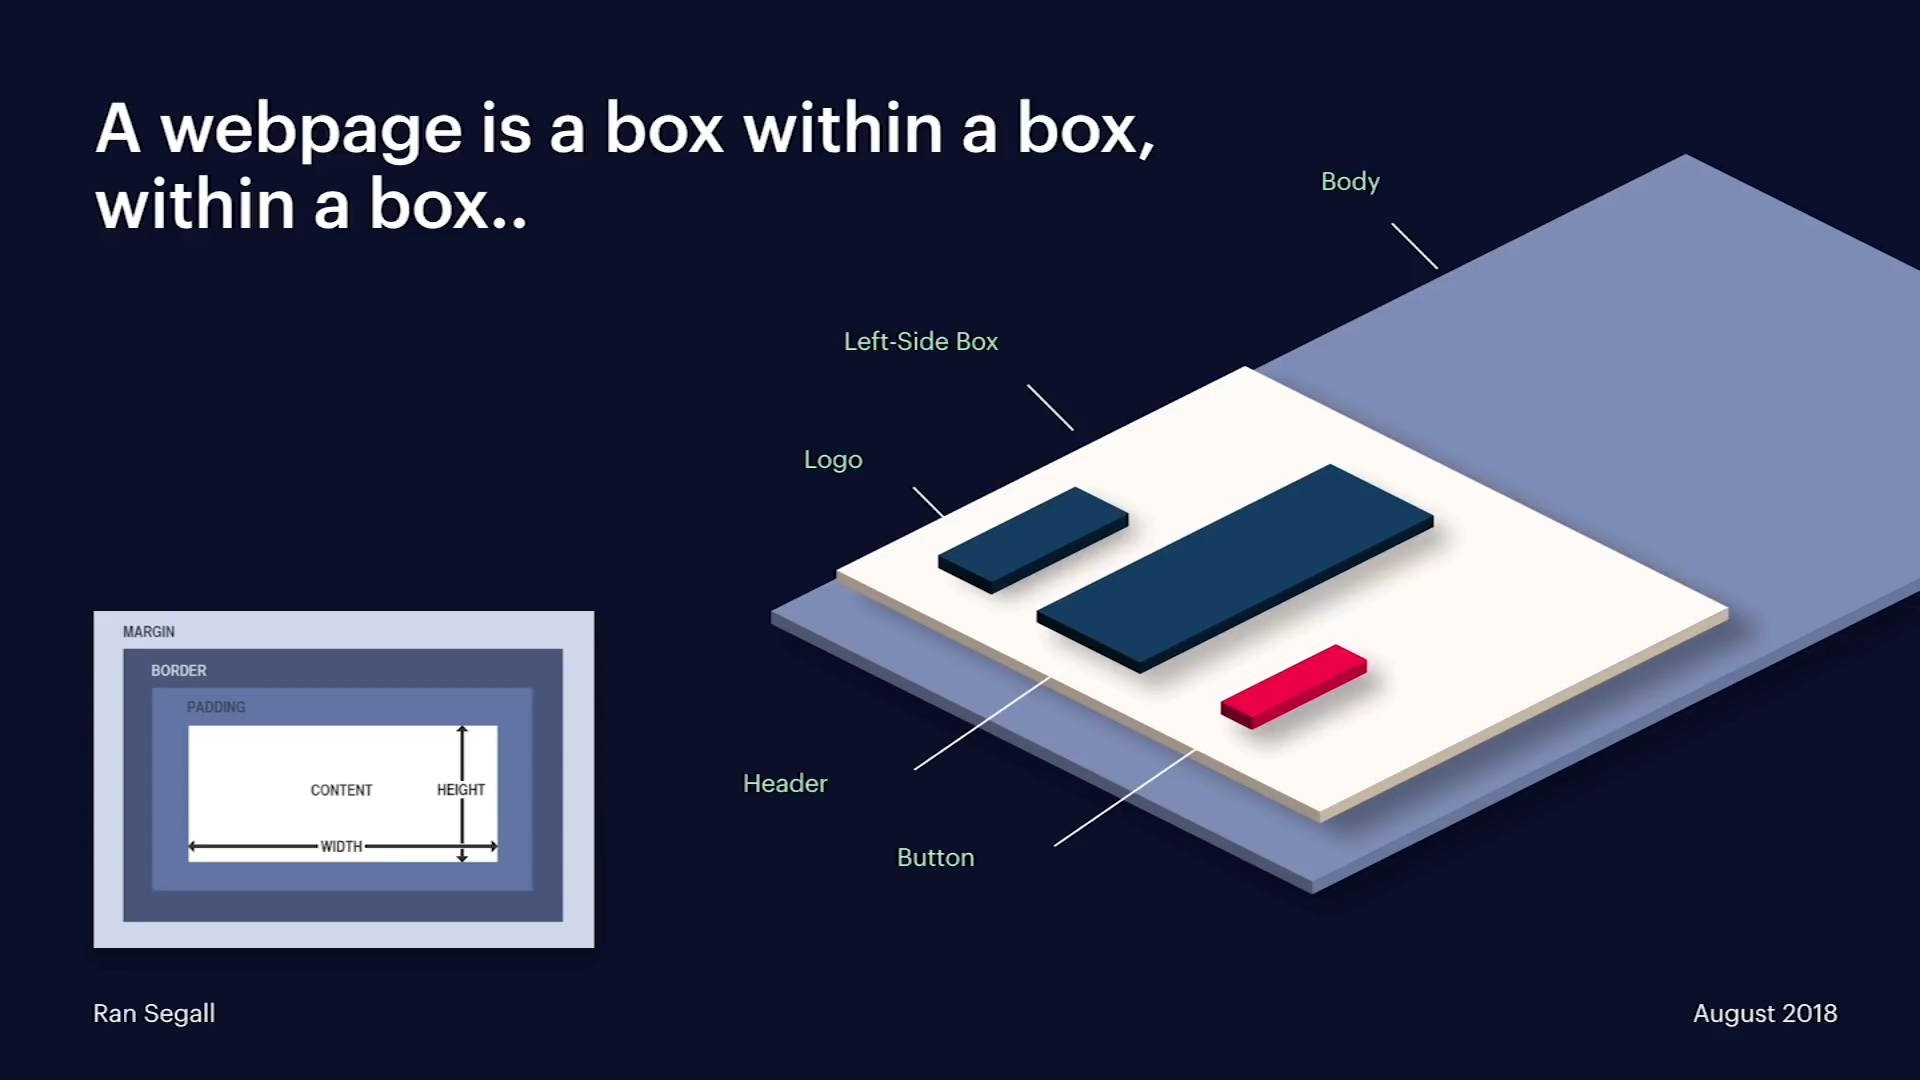 A webpage is a box within a box,
within a box..
Body
Left-Side Box
Logo
Header
Button
MARGIN
BORDER
PADDING
CONTENT
HEIGHT
WIDTH
Ran Segall
August 2018